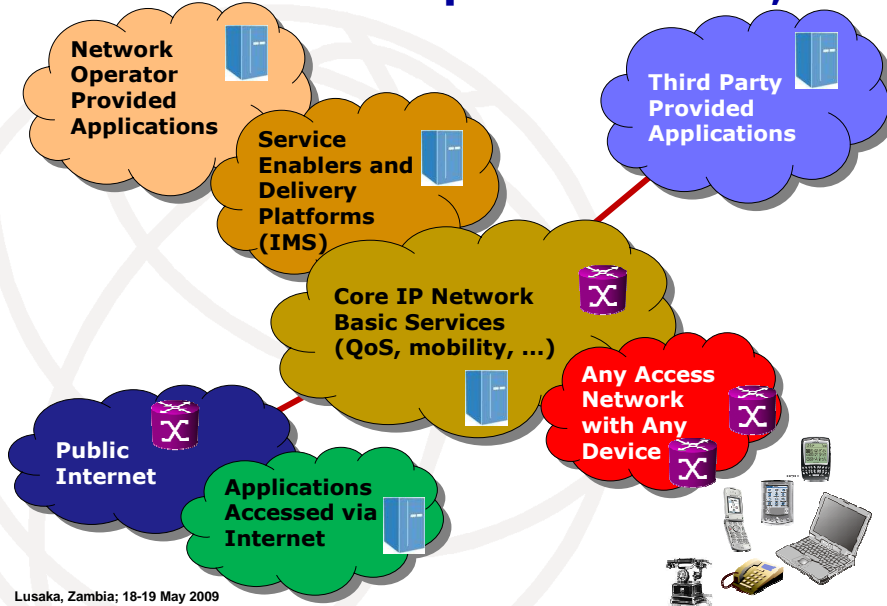 Network
Operator
Provided
Applications
Third Party
Provided
Applications
Service
Enablers and
Delivery
Platforms
(IMS)
Core IP Network
Basic Services
(QoS, mobility, ...)
Any Access
Network
with Any
Device
Public
Internet
Applications
Accessed via
Internet
Lusaka, Zambia; 18-19 May 2009